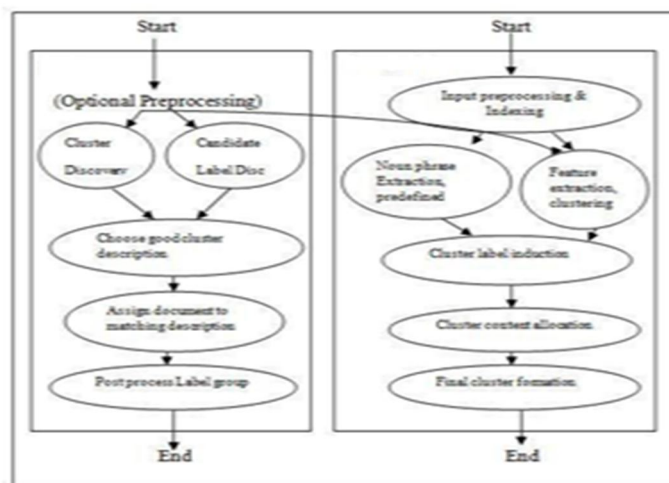 Start
(Optional Preprocessing)
Cluster
Discovery
Candidate
Label Disc
Choose good cluster
description
Assign document to
matching description
Post process Label group
End
Start
Input preprocessing &
Indexing
Noun phrase
Extraction,
predefined
Feature
extraction,
clustering
Cluster label induction
Cluster content allocation
Final cluster formation
End